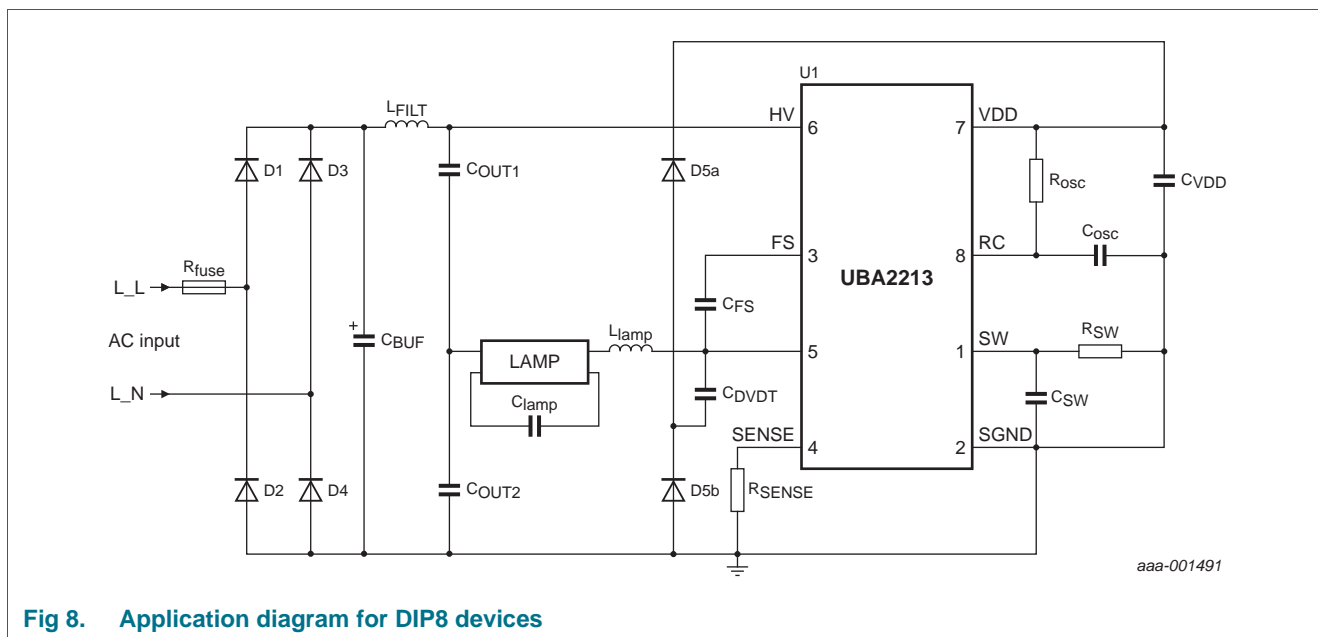 U1
LFILT
HV
6
7
VDD
D1
D3
COUT1
D5a
Rosc
CVDD
Rfuse
FS
3
8
RC
Cosc
L_L
UBA2213
CFS
AC input
+
CBUF
LAMP
Llamp
5
1
SW
RSW
L_N
Clamp
CDVDT
CSW
SENSE
4
2
SGND
D2
D4
COUT2
D5b
RSENSE
aaa-001491
Fig 8. Application diagram for DIP8 devices